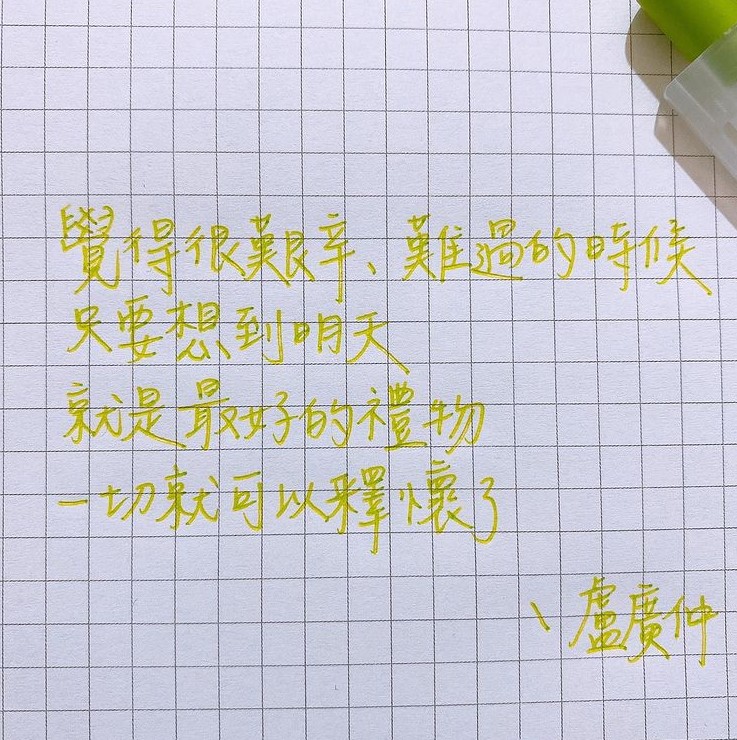 覺得很艱辛、難過的時候
只要想到明天
就是最好的禮物
一切就可以釋懷了
、盧廣仲